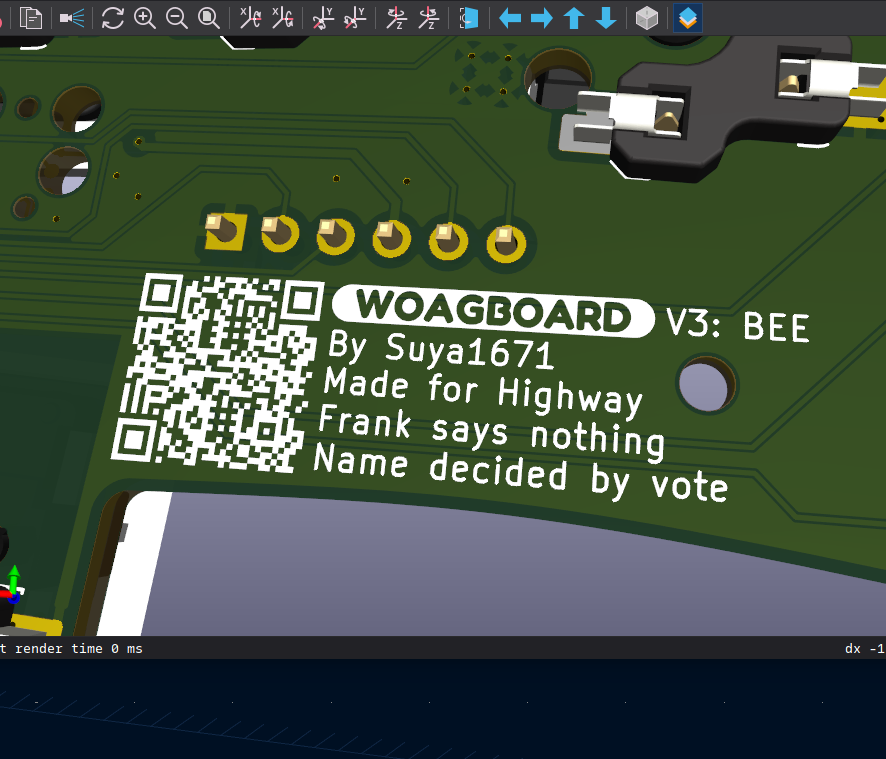 WOAGBOARD V3: BEE
By Suya1671
Made for Highway
Frank says nothing
Name decided by vote
t render time 0 ms
dx -1